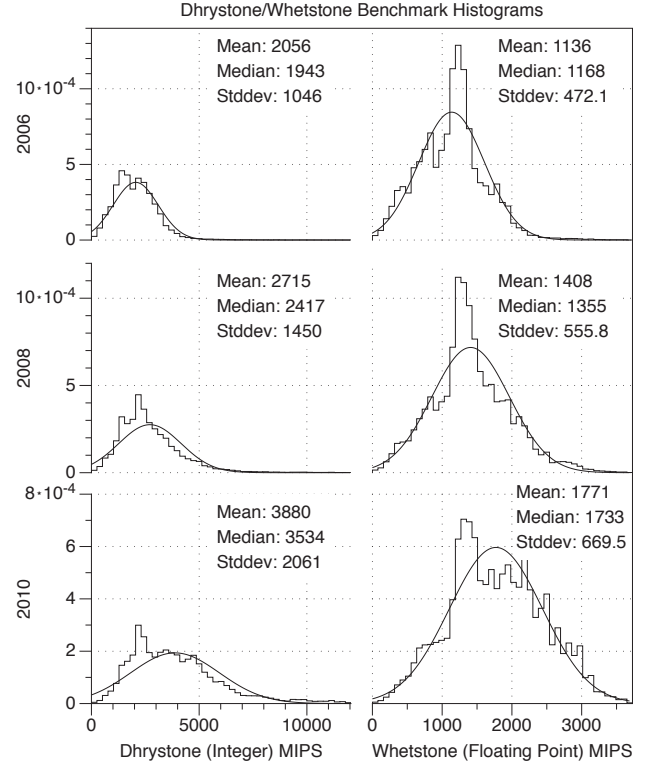 Dhrystone/Whetstone Benchmark Histograms
Mean: 2056
Median: 1943
Stddev: 1046
Mean: 1136
Median: 1168
Stddev: 472.1
10•10-4
5
0
2006
Mean: 2715
Median: 2417
Stddev: 1450
Mean: 1408
Median: 1355
Stddev: 555.8
10•10-4
5
0
2008
Mean: 3880
Median: 3534
Stddev: 2061
Mean: 1771
Median: 1733
Stddev: 669.5
8•10-4
6
4
2
0
2010
0 5000 10000
0 1000 2000 3000
Dhrystone (Integer) MIPS
Whetstone (Floating Point) MIPS